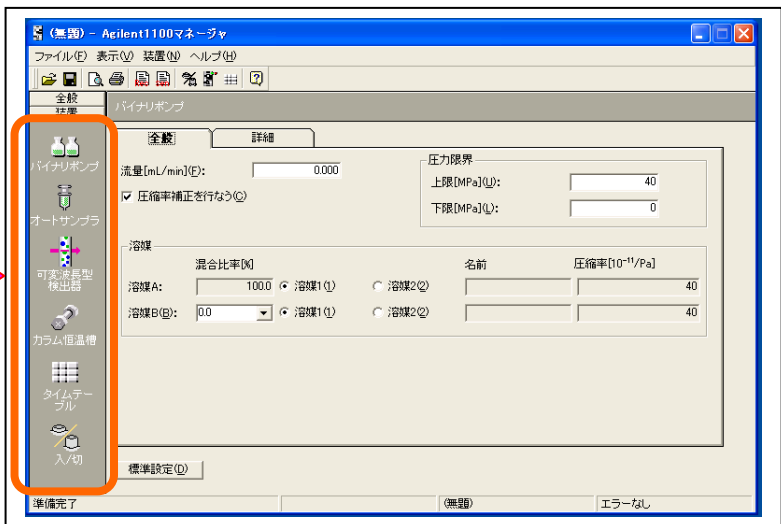 (無題) - Agilent1100マネージャ
ファイル(F) 表示(V) 装置(N) ヘルプ(H)
全般
装置
バイナリポンプ
バイナリポンプ
オートサンプラ
可変波長型
検出器
カラム恒温槽
タイムテー
ブル
入/切
全般 詳細
流量[mL/min](F): 0.000
圧縮率補正を行なう(C)
圧力限界
上限[MPa](U): 40
下限[MPa](L): 0
溶媒
混合比率[%] 名前 圧縮率[10⁻¹¹/Pa]
溶媒A: 100.0 溶媒1(1) 溶媒2(2) 40
溶媒B(B): 0.0 溶媒1(1) 溶媒2(2) 40
標準設定(D)
準備完了 (無題) エラーなし